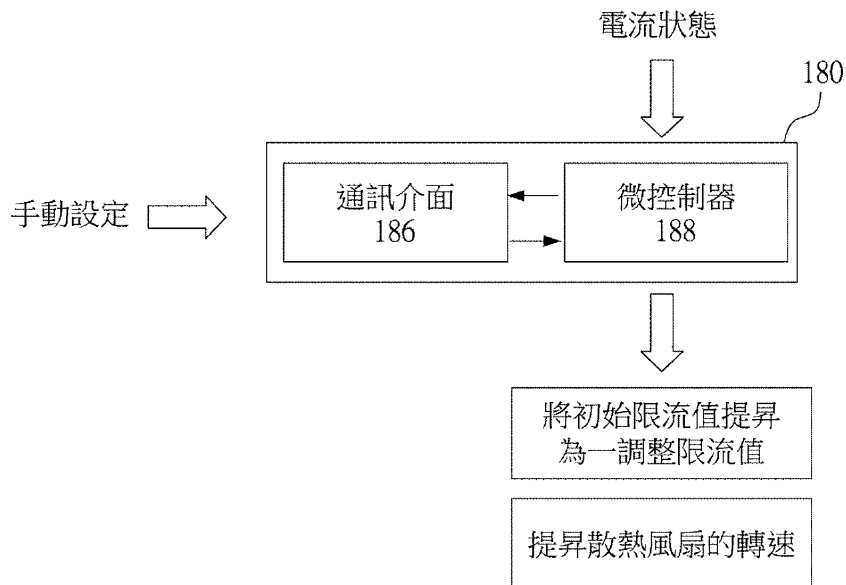 電流狀態
180
手動設定
通訊介面
186
微控制器
188
將初始限流值提昇
為一調整限流值
提昇散熱風扇的轉速